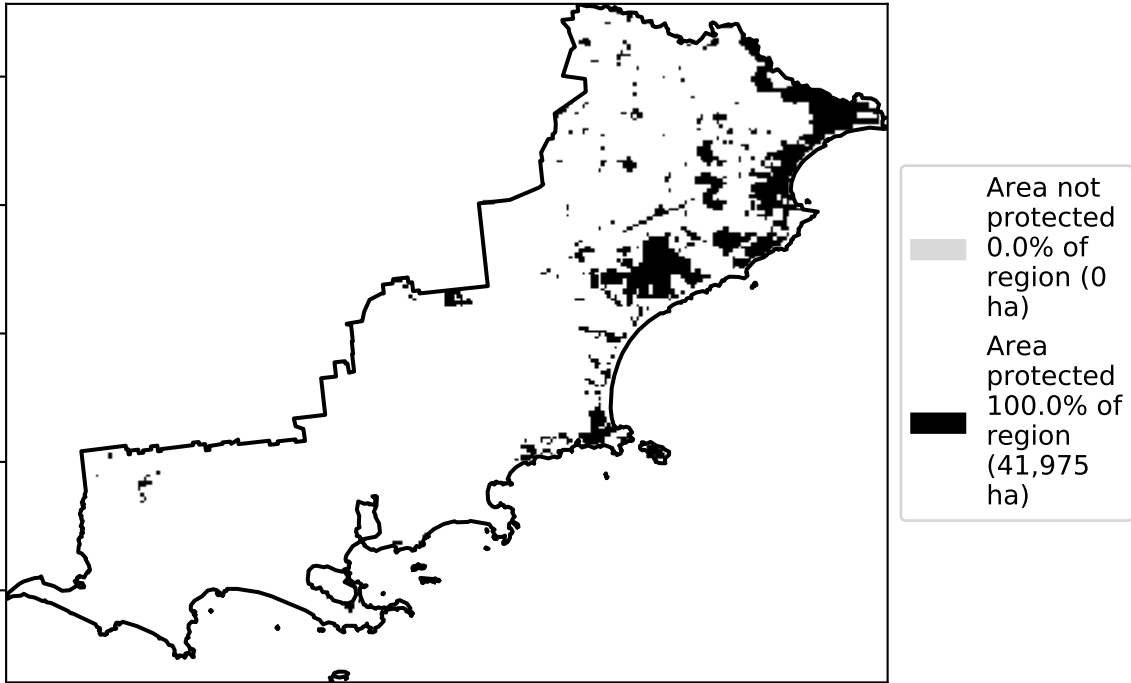 Area not
protected
0.0% of
region (0
ha)
Area
protected
100.0% of
region
(41,975
ha)